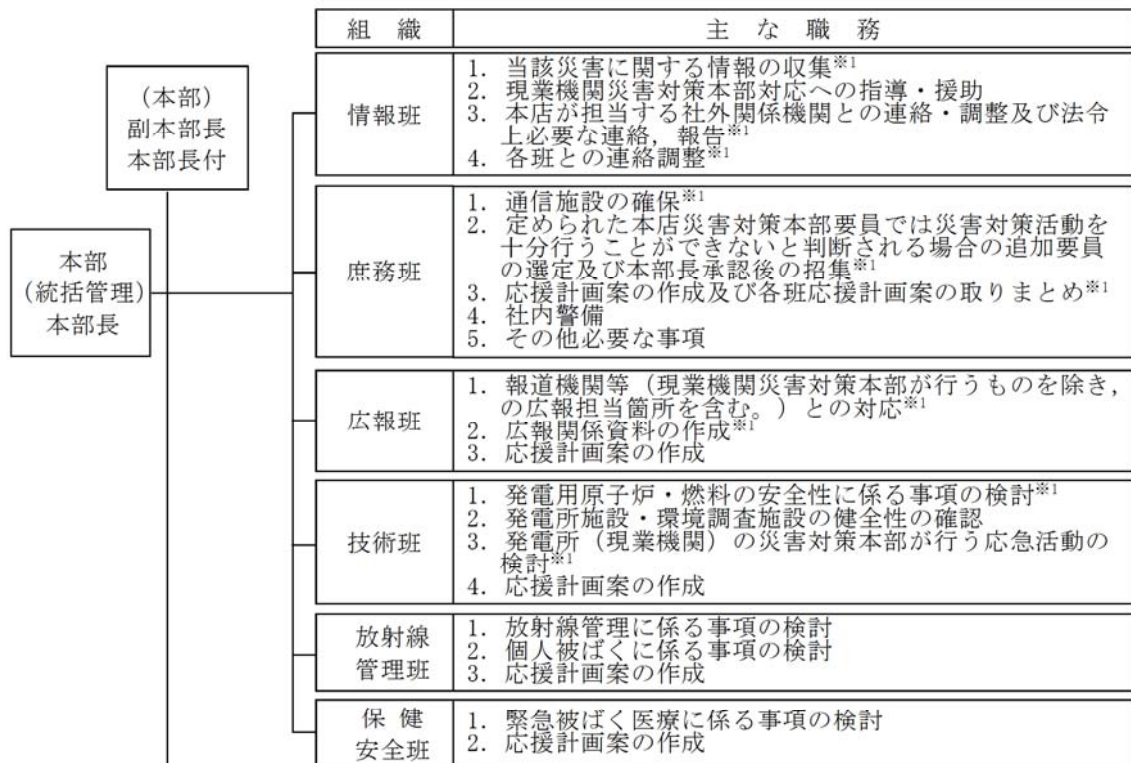 組織 主な職務
(本部)
副本部長
本部長付
本部
(統括管理)
本部長
情報班
1. 当該災害に関する情報の収集※1
2. 現業機関災害対策本部対応への指導・援助
3. 本店が担当する社外関係機関との連絡・調整及び法令
上必要な連絡，報告※1
4. 各班との連絡調整※1
庶務班
1. 通信施設の確保※1
2. 定められた本店災害対策本部要員では災害対策活動を
十分行うことができないと判断される場合の追加要員
の選定及び本部長承認後の招集※1
3. 応援計画案の作成及び各班応援計画案の取りまとめ※1
4. 社内警備
5. その他必要な事項
広報班
1. 報道機関等（現業機関災害対策本部が行うものを除き，
の広報担当箇所を含む。）との対応※1
2. 広報関係資料の作成※1
3. 応援計画案の作成
技術班
1. 発電用原子炉・燃料の安全性に係る事項の検討※1
2. 発電所施設・環境調査施設の健全性の確認
3. 発電所（現業機関）の災害対策本部が行う応急活動の
検討※1
4. 応援計画案の作成
放射線
管理班
1. 放射線管理に係る事項の検討
2. 個人被ばくに係る事項の検討
3. 応援計画案の作成
保健
安全班
1. 緊急被ばく医療に係る事項の検討
2. 応援計画案の作成